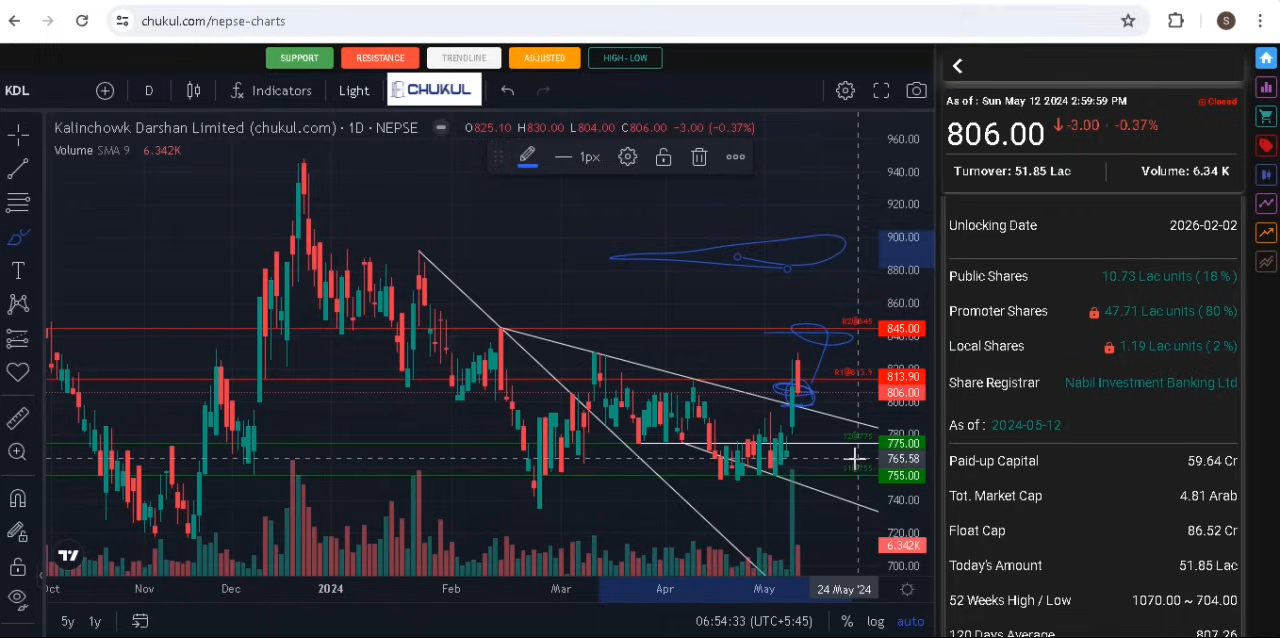 chukul.com/nepse-charts
S
SUPPORT RESISTANCE TRENDLINE ADJUSTED HIGH-LOW
KDL D Indicators Light CHUKUL
Kalinchowk Darshan Limited (chukul.com) · 1D · NEPSE O825.10 H830.00 L804.00 C806.00 -3.00 (-0.37%)
Volume SMA 9 6.342K
1px
960.00
940.00
920.00
900.00
880.00
860.00
845.00
813.90
806.00
800.00
780.00
775.00
765.58
755.00
740.00
720.00
6.342K
700.00
Oct Nov Dec 2024 Feb Mar Apr May 24 May '24
5y 1y 06:54:33 (UTC+5:45) % log auto
As of : Sun May 12 2024 2:59:59 PM Closed
806.00 -3.00 -0.37%
Turnover: 51.85 Lac Volume: 6.34 K
Unlocking Date 2026-02-02
Public Shares 10.73 Lac units ( 18 % )
Promoter Shares 47.71 Lac units ( 80 % )
Local Shares 1.19 Lac units ( 2 % )
Share Registrar Nabil Investment Banking Ltd
As of : 2024-05-12
Paid-up Capital 59.64 Cr
Tot. Market Cap 4.81 Arab
Float Cap 86.52 Cr
Today's Amount 51.85 Lac
52 Weeks High / Low 1070.00 ~ 704.00
120 Days Average 807.26